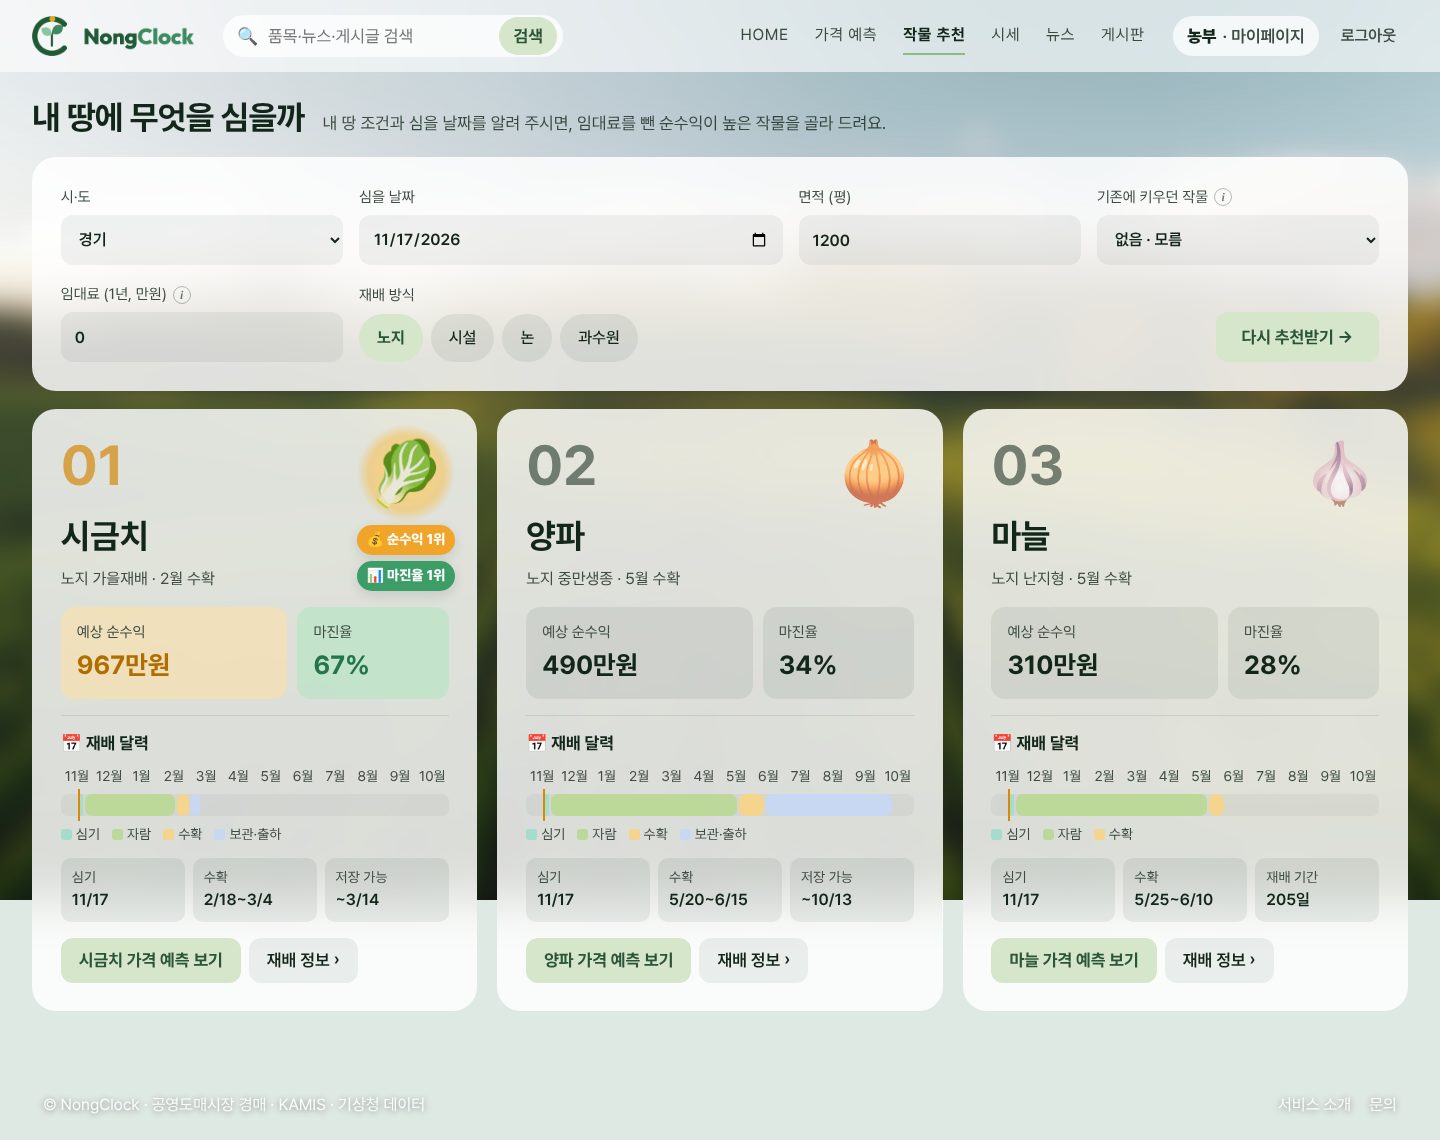 NongClock
품목·뉴스·게시글 검색
검색
HOME
가격 예측
작물 추천
시세
뉴스
게시판
농부 · 마이페이지
로그아웃
내 땅에 무엇을 심을까
내 땅 조건과 심을 날짜를 알려 주시면, 임대료를 뺀 순수익이 높은 작물을 골라 드려요.
시·도
심을 날짜
면적 (평)
기존에 키우던 작물 i
경기
11/17/2026
1200
없음 · 모름
임대료 (1년, 만원) i
재배 방식
0
노지
시설
논
과수원
다시 추천받기 →
01
시금치
순수익 1위
마진율 1위
노지 가을재배 · 2월 수확
예상 순수익
967만원
마진율
67%
재배 달력
11월 12월 1월 2월 3월 4월 5월 6월 7월 8월 9월 10월
심기 자람 수확 보관·출하
심기
11/17
수확
2/18~3/4
저장 가능
~3/14
시금치 가격 예측 보기
재배 정보 ›
02
양파
노지 중만생종 · 5월 수확
예상 순수익
490만원
마진율
34%
재배 달력
11월 12월 1월 2월 3월 4월 5월 6월 7월 8월 9월 10월
심기 자람 수확 보관·출하
심기
11/17
수확
5/20~6/15
저장 가능
~10/13
양파 가격 예측 보기
재배 정보 ›
03
마늘
노지 난지형 · 5월 수확
예상 순수익
310만원
마진율
28%
재배 달력
11월 12월 1월 2월 3월 4월 5월 6월 7월 8월 9월 10월
심기 자람 수확
심기
11/17
수확
5/25~6/10
재배 기간
205일
마늘 가격 예측 보기
재배 정보 ›
© NongClock · 공영도매시장 경매 · KAMIS · 기상청 데이터
서비스 소개
문의